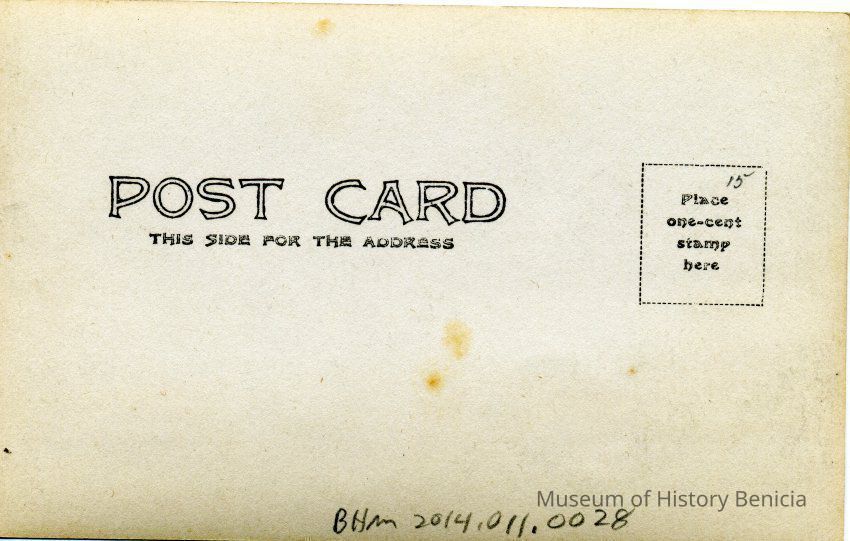 POST CARD
THIS SIDE FOR THE ADDRESS
15
Place
one-cent
stamp
here
Museum of History Benicia
BHM 2014.011.0028